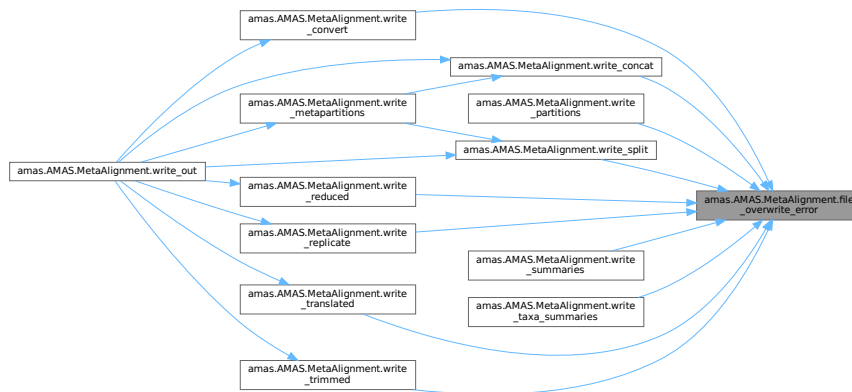 amas.AMAS.MetaAlignment.write
_convert
amas.AMAS.MetaAlignment.write_concat
amas.AMAS.MetaAlignment.write
_metapartitions
amas.AMAS.MetaAlignment.write
_partitions
amas.AMAS.MetaAlignment.write_split
amas.AMAS.MetaAlignment.write_out
amas.AMAS.MetaAlignment.write
_reduced
amas.AMAS.MetaAlignment.file
_overwrite_error
amas.AMAS.MetaAlignment.write
_replicate
amas.AMAS.MetaAlignment.write
_summaries
amas.AMAS.MetaAlignment.write
_translated
amas.AMAS.MetaAlignment.write
_taxa_summaries
amas.AMAS.MetaAlignment.write
_trimmed